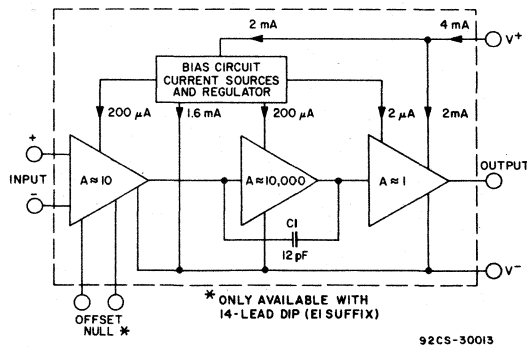 2 mA
4 mA
V+
BIAS CIRCUIT
CURRENT SOURCES
AND REGULATOR
200 µA
1.6 mA
200 µA
2 µA
2mA
+
INPUT
−
A≈10
A≈10,000
A≈1
OUTPUT
C1
12 pF
V−
OFFSET
NULL *
* ONLY AVAILABLE WITH
14-LEAD DIP (E1 SUFFIX)
92CS-30013